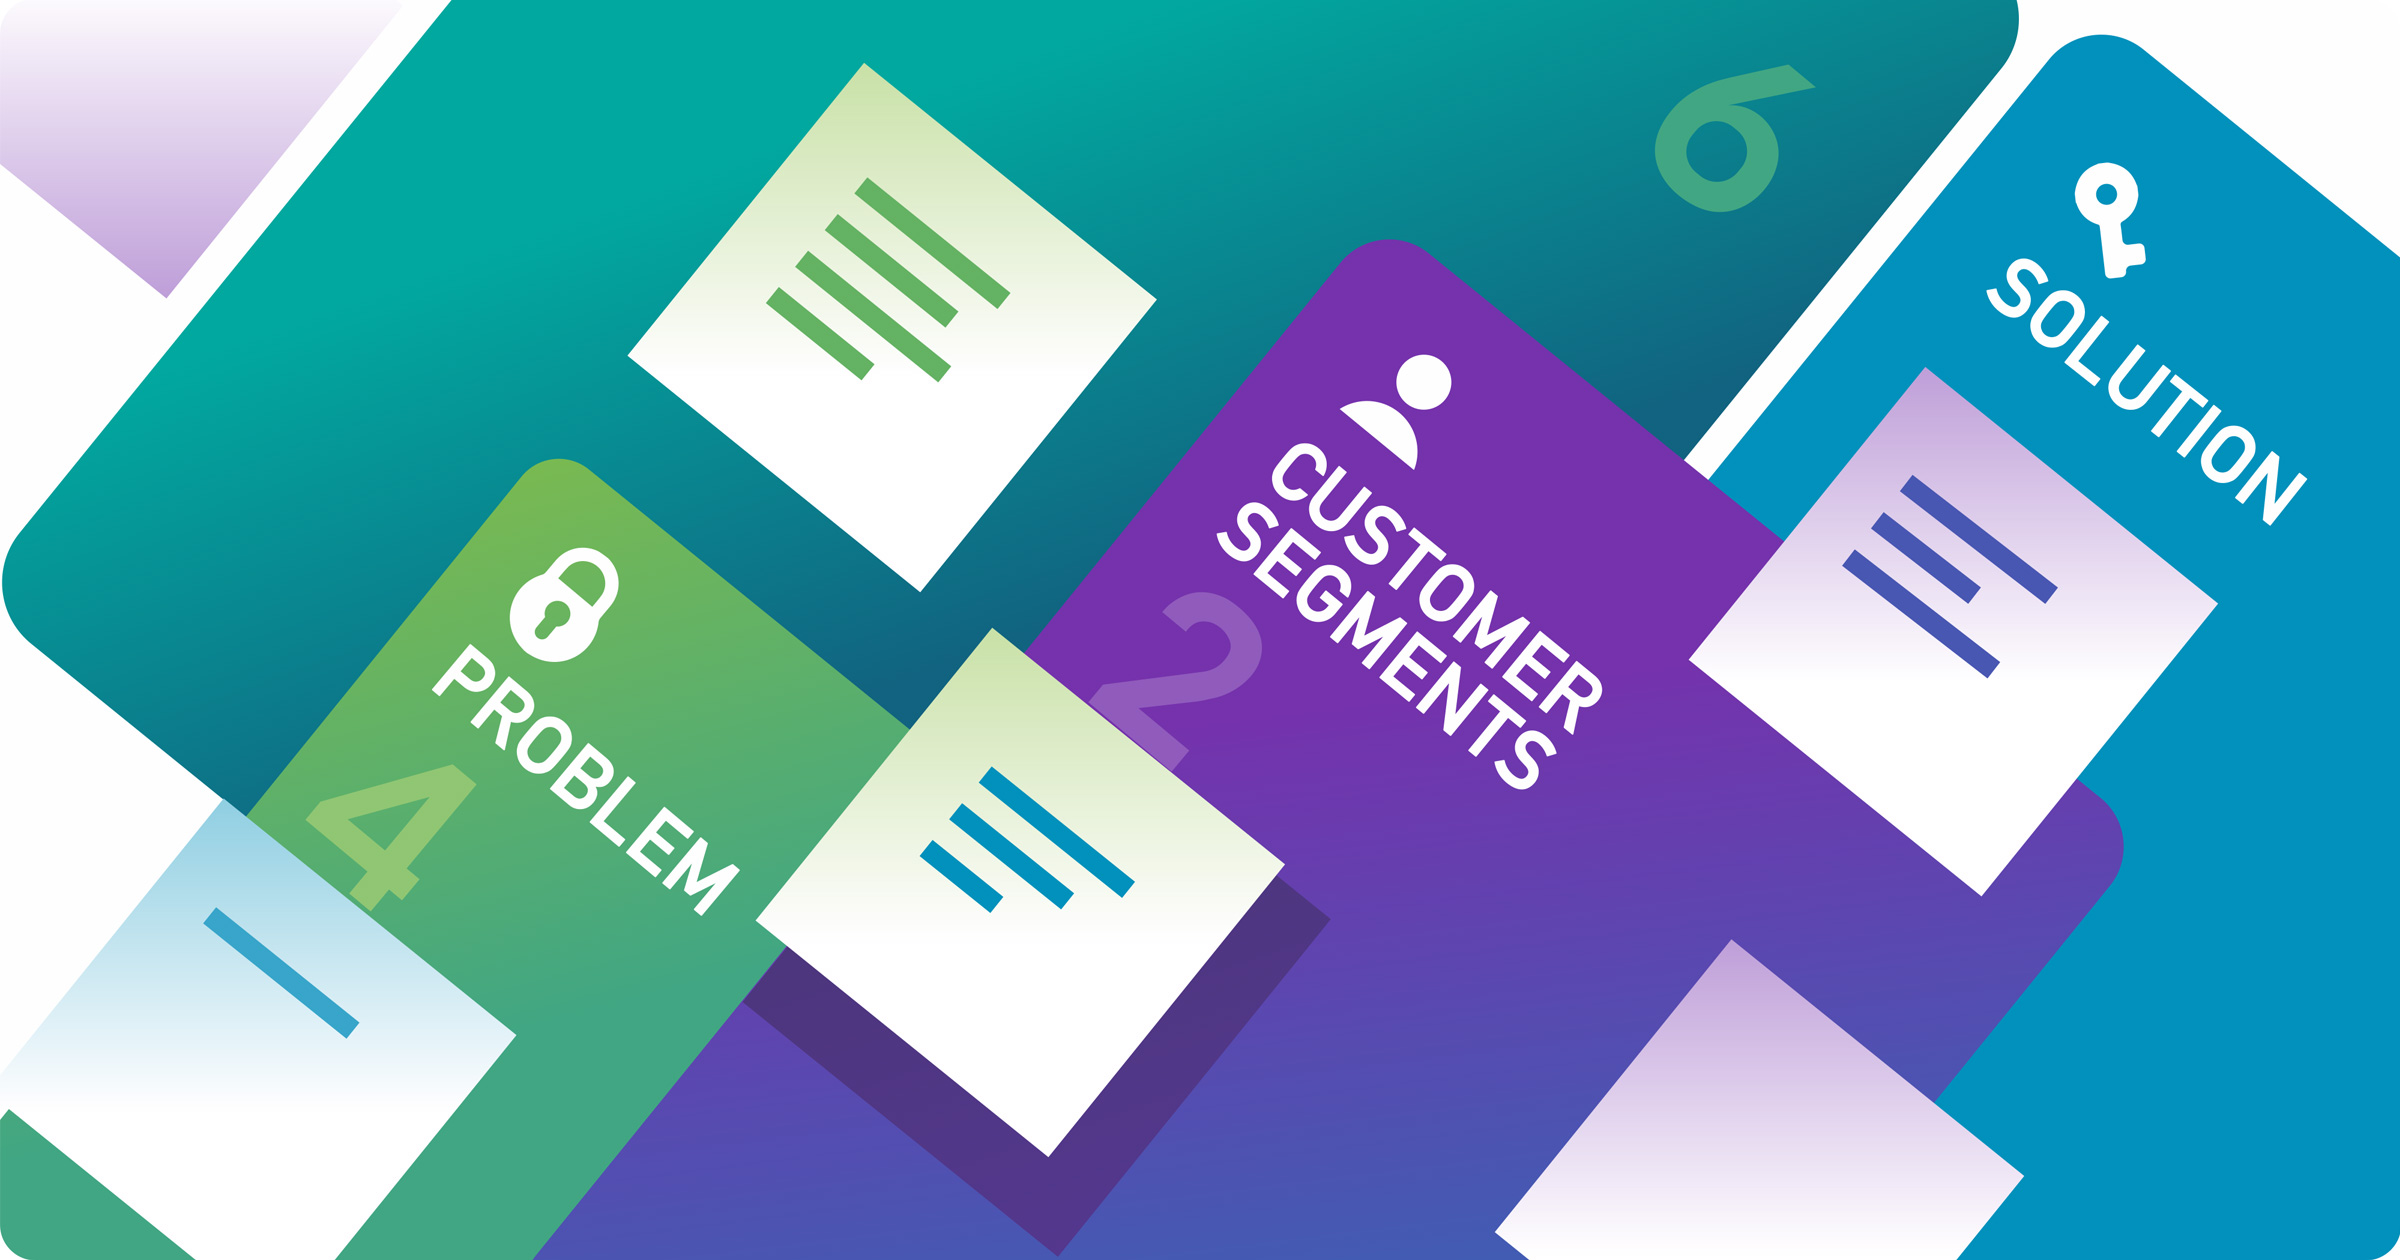 6
SOLUTION
CUSTOMER
SEGMENTS
2
PROBLEM
4